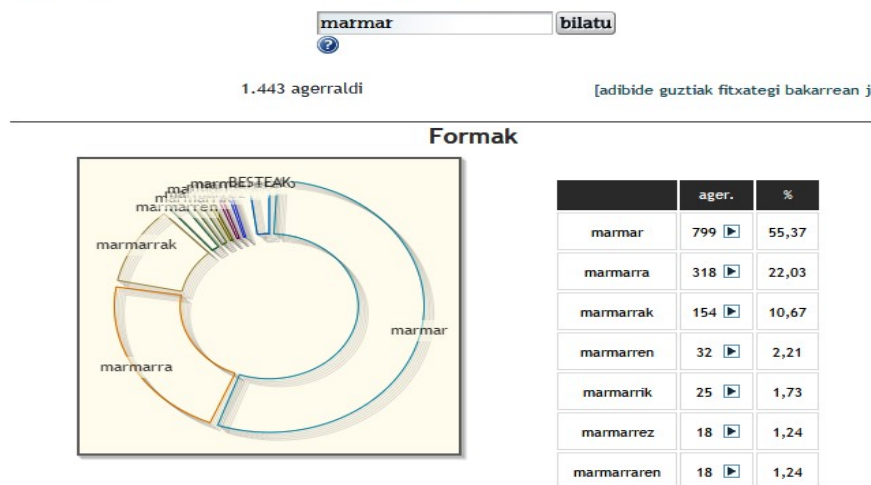 marmar bilatu
?
1.443 agerraldi [adibide guztiak fitxategi bakarrean j
Formak
BESTEAK
marmarren
marmarrak
marmar
marmarra
ager. %
marmar 799 55,37
marmarra 318 22,03
marmarrak 154 10,67
marmarren 32 2,21
marmarrik 25 1,73
marmarrez 18 1,24
marmarraren 18 1,24